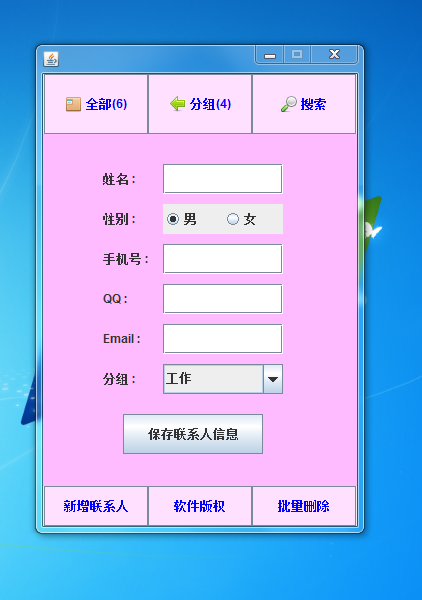 全部(6) 分组(4) 搜索
姓名：
性别： 男 女
手机号：
QQ：
Email：
分组： 工作
保存联系人信息
新增联系人 软件版权 批量删除